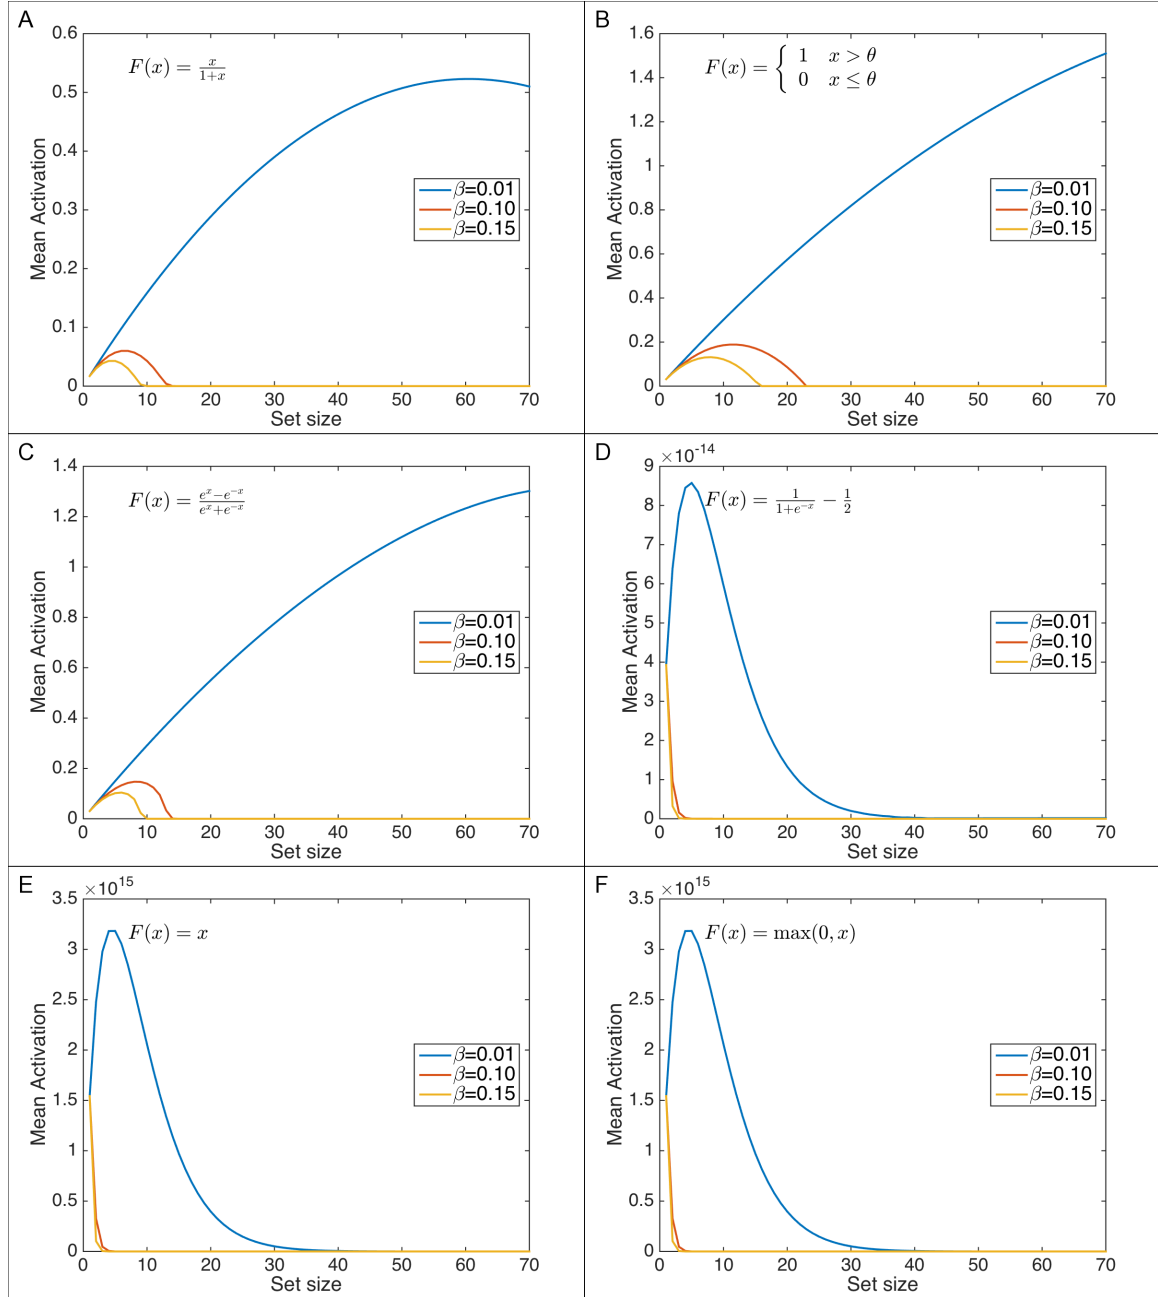 A
F(x) = x/(1+x)
0.6
0.5
0.4
0.3
0.2
0.1
0
Mean Activation
β=0.01
β=0.10
β=0.15
0 10 20 30 40 50 60 70
Set size
B
F(x) = { 1 x > θ
0 x ≤ θ
1.6
1.4
1.2
1
0.8
0.6
0.4
0.2
0
Mean Activation
β=0.01
β=0.10
β=0.15
0 10 20 30 40 50 60 70
Set size
C
F(x) = (e^x − e^−x)/(e^x + e^−x)
1.4
1.2
1
0.8
0.6
0.4
0.2
0
Mean Activation
β=0.01
β=0.10
β=0.15
0 10 20 30 40 50 60 70
Set size
D
×10^-14
F(x) = 1/(1+e^−x) − 1/2
9
8
7
6
5
4
3
2
1
0
Mean Activation
β=0.01
β=0.10
β=0.15
0 10 20 30 40 50 60 70
Set size
E
×10^15
F(x) = x
3.5
3
2.5
2
1.5
1
0.5
0
Mean Activation
β=0.01
β=0.10
β=0.15
0 10 20 30 40 50 60 70
Set size
F
×10^15
F(x) = max(0, x)
3.5
3
2.5
2
1.5
1
0.5
0
Mean Activation
β=0.01
β=0.10
β=0.15
0 10 20 30 40 50 60 70
Set size